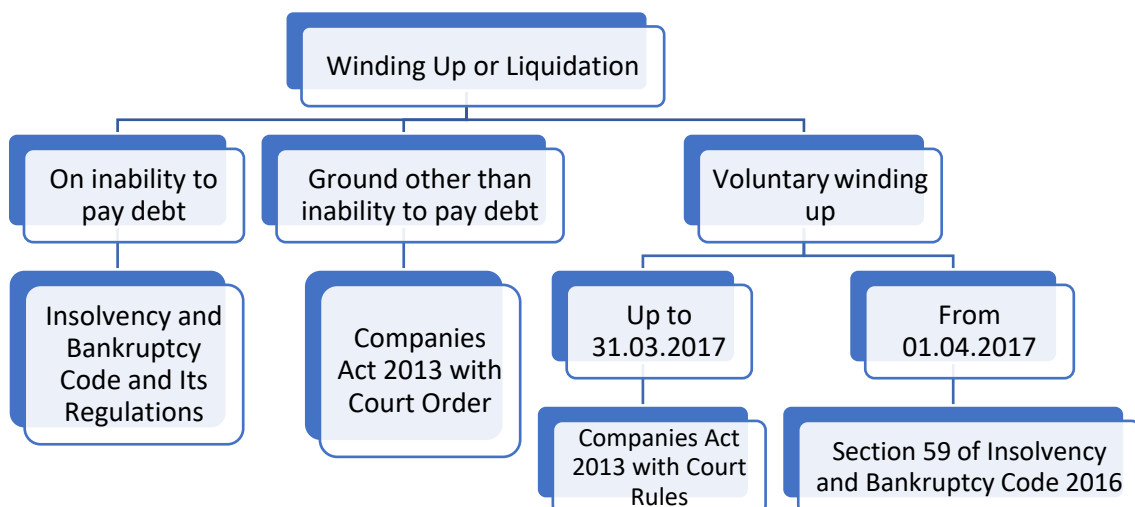 Winding Up or Liquidation
On inability to
pay debt
Ground other than
inability to pay debt
Voluntary winding
up
Insolvency and
Bankruptcy
Code and Its
Regulations
Companies
Act 2013 with
Court Order
Up to
31.03.2017
From
01.04.2017
Companies Act
2013 with Court
Rules
Section 59 of Insolvency
and Bankruptcy Code 2016